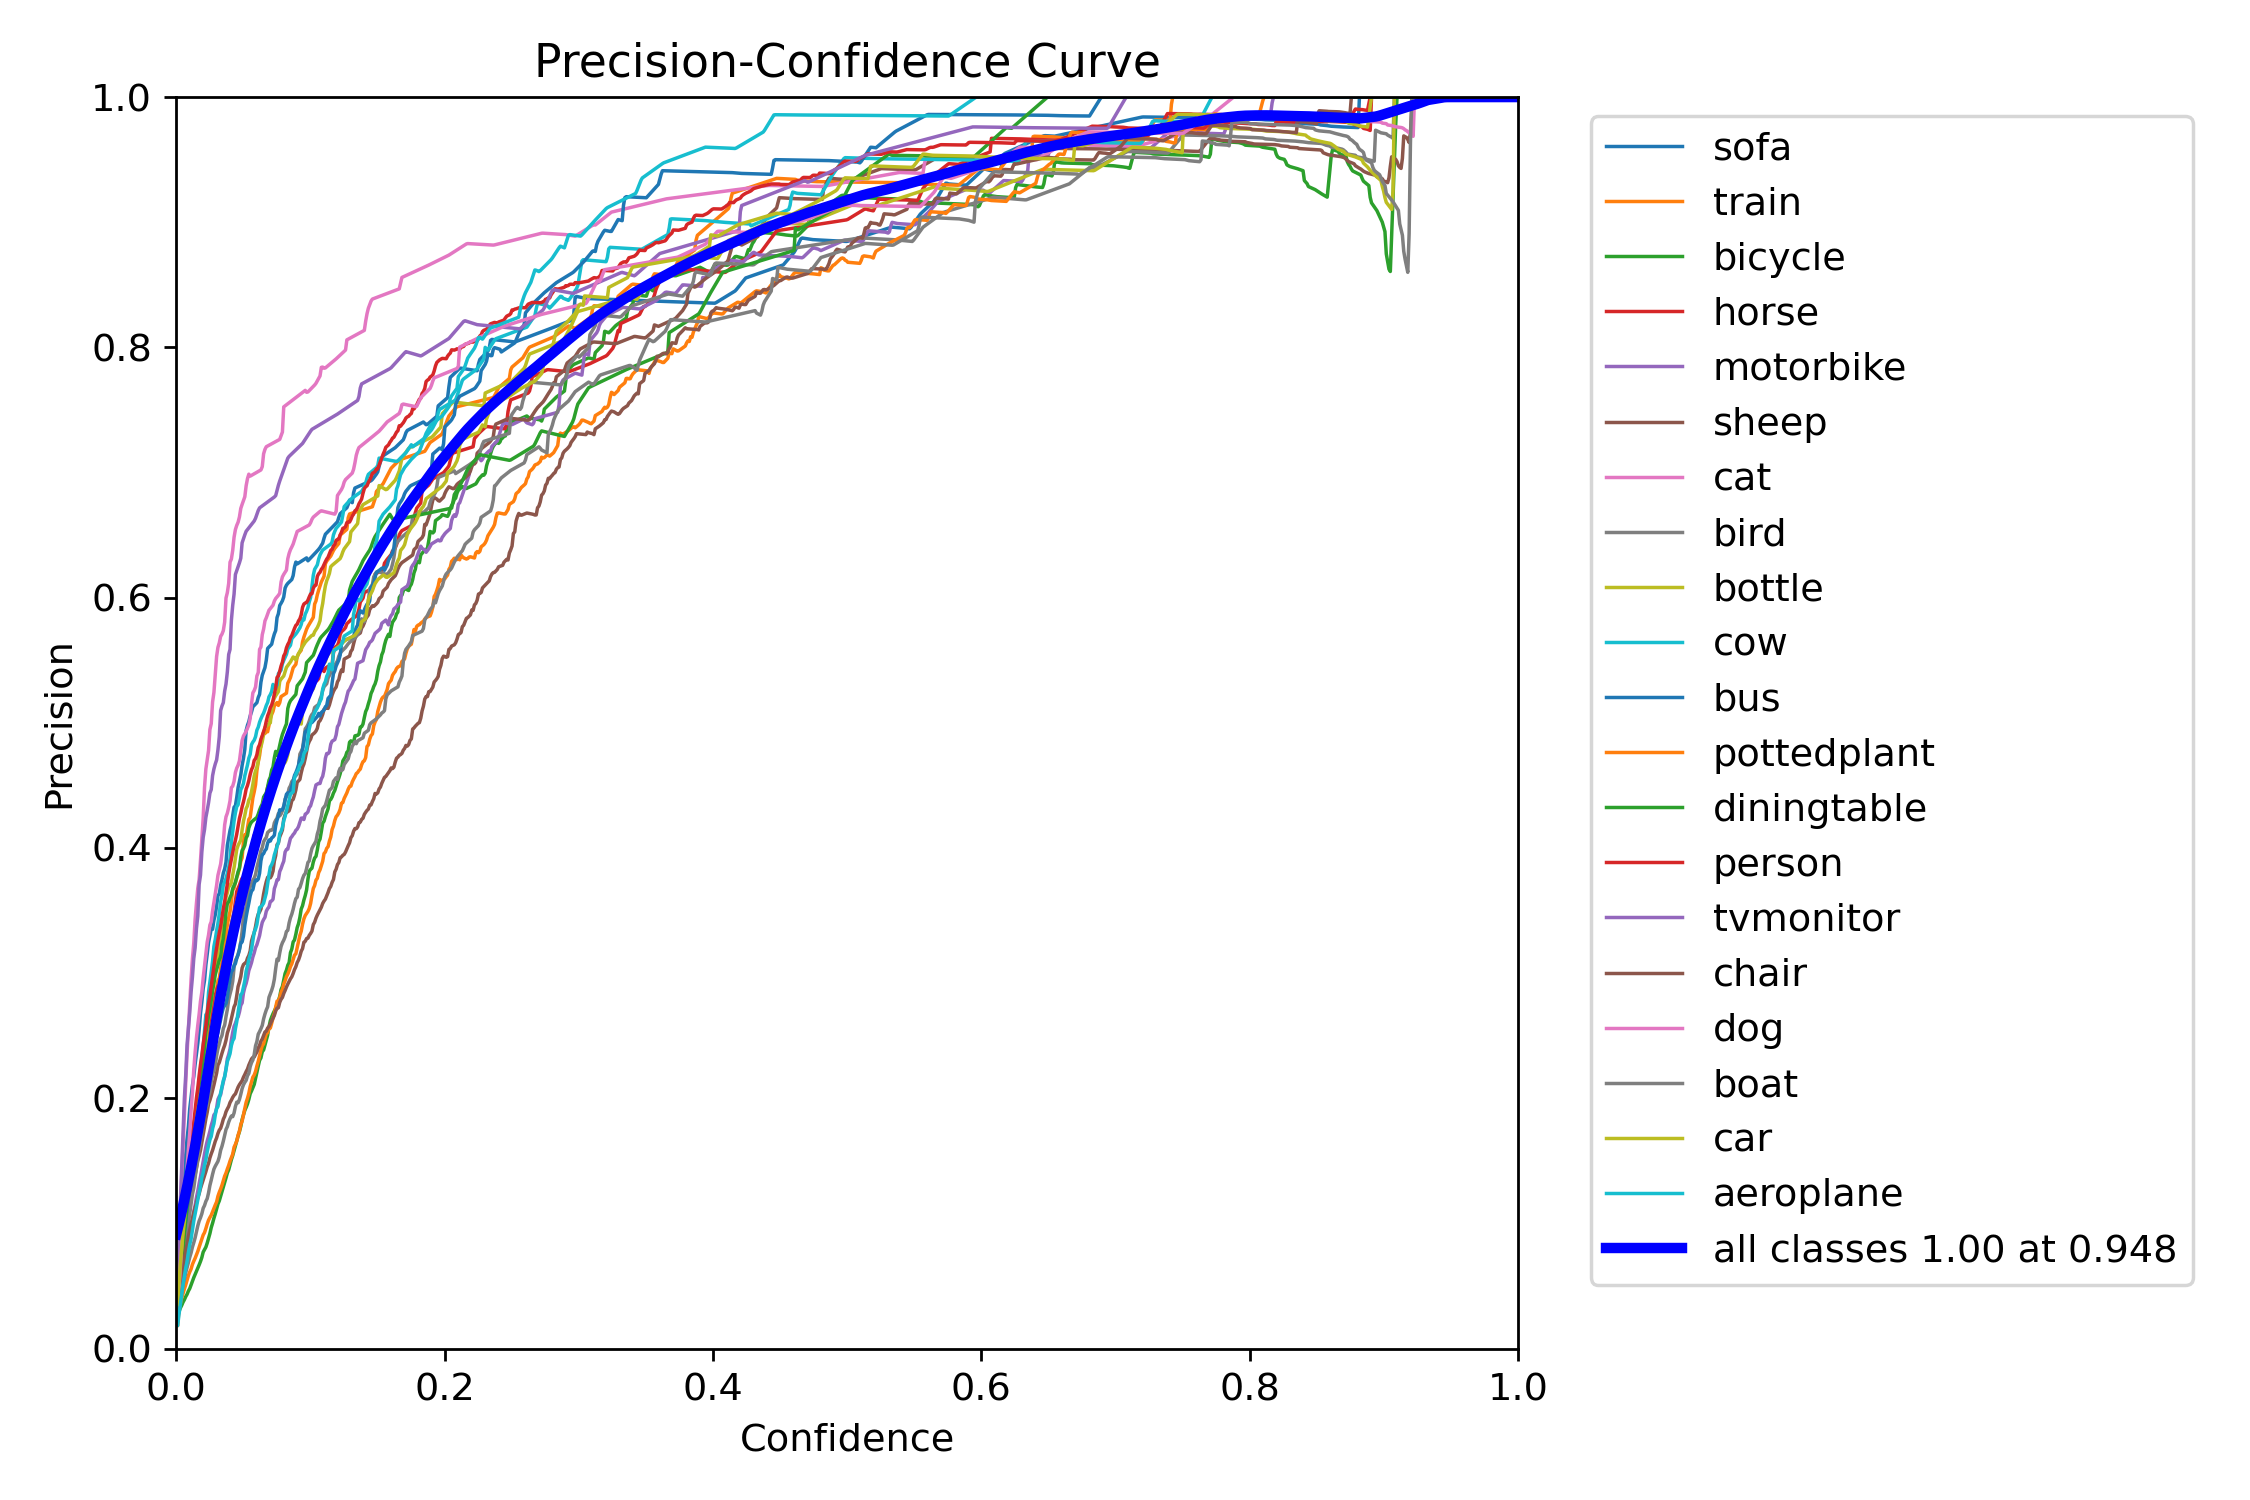 Precision-Confidence Curve
1.0
0.8
0.6
0.4
0.2
0.0
Precision
0.0 0.2 0.4 0.6 0.8 1.0
Confidence
sofa
train
bicycle
horse
motorbike
sheep
cat
bird
bottle
cow
bus
pottedplant
diningtable
person
tvmonitor
chair
dog
boat
car
aeroplane
all classes 1.00 at 0.948